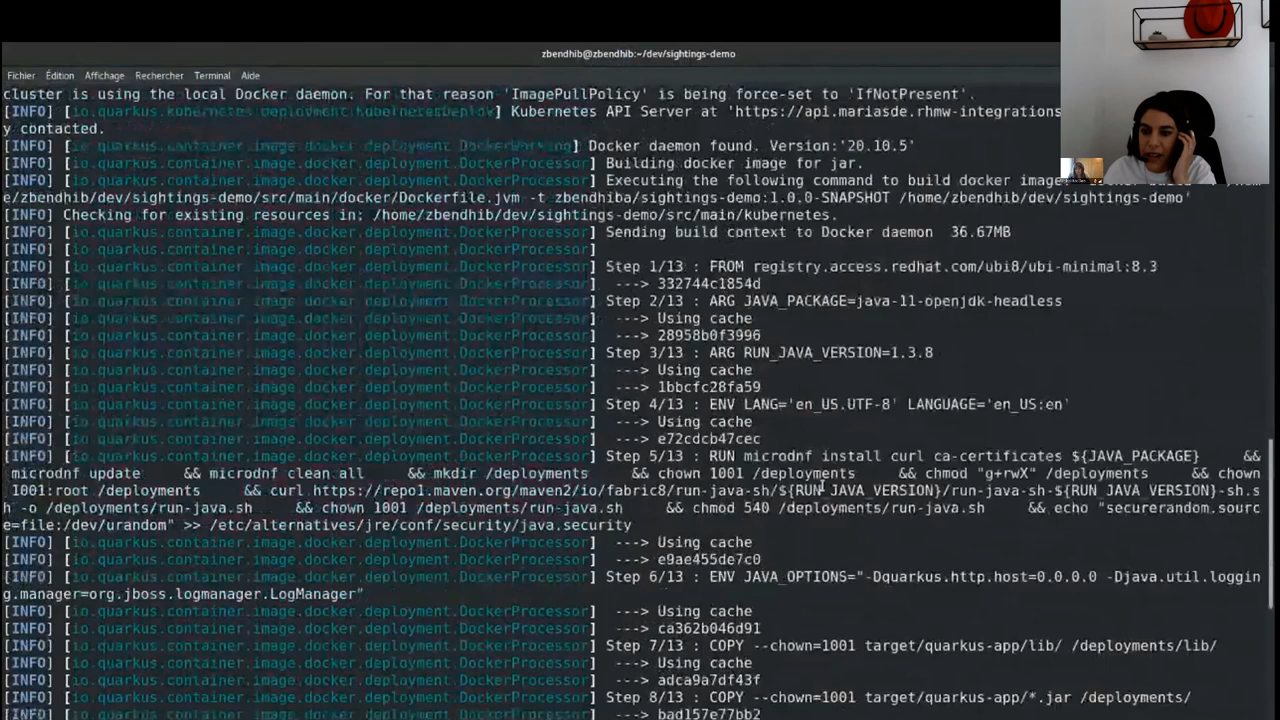 zbendhib@zbendhib:~/dev/sightings-demo
Fichier Édition Affichage Rechercher Terminal Aide
cluster is using the local Docker daemon. For that reason 'ImagePullPolicy' is being force-set to 'IfNotPresent'.
[INFO] [io.quarkus.kubernetes.deployment.KubernetesDeploy] Kubernetes API Server at 'https://api.mariasde.rhmw-integrations
y contacted.
[INFO] [io.quarkus.container.image.docker.deployment.DockerWorking] Docker daemon found. Version:'20.10.5'
[INFO] [io.quarkus.container.image.docker.deployment.DockerProcessor] Building docker image for jar.
[INFO] [io.quarkus.container.image.docker.deployment.DockerProcessor] Executing the following command to build docker image
e/zbendhib/dev/sightings-demo/src/main/docker/Dockerfile.jvm -t zbendhiba/sightings-demo:1.0.0-SNAPSHOT /home/zbendhib/dev/sightings-demo'
[INFO] Checking for existing resources in: /home/zbendhib/dev/sightings-demo/src/main/kubernetes.
[INFO] [io.quarkus.container.image.docker.deployment.DockerProcessor] Sending build context to Docker daemon  36.67MB
[INFO] [io.quarkus.container.image.docker.deployment.DockerProcessor]
[INFO] [io.quarkus.container.image.docker.deployment.DockerProcessor] Step 1/13 : FROM registry.access.redhat.com/ubi8/ubi-minimal:8.3
[INFO] [io.quarkus.container.image.docker.deployment.DockerProcessor]  ---> 332744c1854d
[INFO] [io.quarkus.container.image.docker.deployment.DockerProcessor] Step 2/13 : ARG JAVA_PACKAGE=java-11-openjdk-headless
[INFO] [io.quarkus.container.image.docker.deployment.DockerProcessor]  ---> Using cache
[INFO] [io.quarkus.container.image.docker.deployment.DockerProcessor]  ---> 28958b0f3996
[INFO] [io.quarkus.container.image.docker.deployment.DockerProcessor] Step 3/13 : ARG RUN_JAVA_VERSION=1.3.8
[INFO] [io.quarkus.container.image.docker.deployment.DockerProcessor]  ---> Using cache
[INFO] [io.quarkus.container.image.docker.deployment.DockerProcessor]  ---> 1bbcfc28fa59
[INFO] [io.quarkus.container.image.docker.deployment.DockerProcessor] Step 4/13 : ENV LANG='en_US.UTF-8' LANGUAGE='en_US:en'
[INFO] [io.quarkus.container.image.docker.deployment.DockerProcessor]  ---> Using cache
[INFO] [io.quarkus.container.image.docker.deployment.DockerProcessor]  ---> e72cdcb47cec
[INFO] [io.quarkus.container.image.docker.deployment.DockerProcessor] Step 5/13 : RUN microdnf install curl ca-certificates ${JAVA_PACKAGE}     &&
 microdnf update     && microdnf clean all     && mkdir /deployments     && chown 1001 /deployments     && chmod "g+rwX" /deployments     && chown
 1001:root /deployments     && curl https://repo1.maven.org/maven2/io/fabric8/run-java-sh/${RUN_JAVA_VERSION}/run-java-sh-${RUN_JAVA_VERSION}-sh.s
h -o /deployments/run-java.sh     && chown 1001 /deployments/run-java.sh     && chmod 540 /deployments/run-java.sh     && echo "securerandom.sourc
e=file:/dev/urandom" >> /etc/alternatives/jre/conf/security/java.security
[INFO] [io.quarkus.container.image.docker.deployment.DockerProcessor]  ---> Using cache
[INFO] [io.quarkus.container.image.docker.deployment.DockerProcessor]  ---> e9ae455de7c0
[INFO] [io.quarkus.container.image.docker.deployment.DockerProcessor] Step 6/13 : ENV JAVA_OPTIONS="-Dquarkus.http.host=0.0.0.0 -Djava.util.loggin
g.manager=org.jboss.logmanager.LogManager"
[INFO] [io.quarkus.container.image.docker.deployment.DockerProcessor]  ---> Using cache
[INFO] [io.quarkus.container.image.docker.deployment.DockerProcessor]  ---> ca362b046d91
[INFO] [io.quarkus.container.image.docker.deployment.DockerProcessor] Step 7/13 : COPY --chown=1001 target/quarkus-app/lib/ /deployments/lib/
[INFO] [io.quarkus.container.image.docker.deployment.DockerProcessor]  ---> Using cache
[INFO] [io.quarkus.container.image.docker.deployment.DockerProcessor]  ---> adca9a7df43f
[INFO] [io.quarkus.container.image.docker.deployment.DockerProcessor] Step 8/13 : COPY --chown=1001 target/quarkus-app/*.jar /deployments/
[INFO] [io.quarkus.container.image.docker.deployment.DockerProcessor]  ---> bad157e77bb2